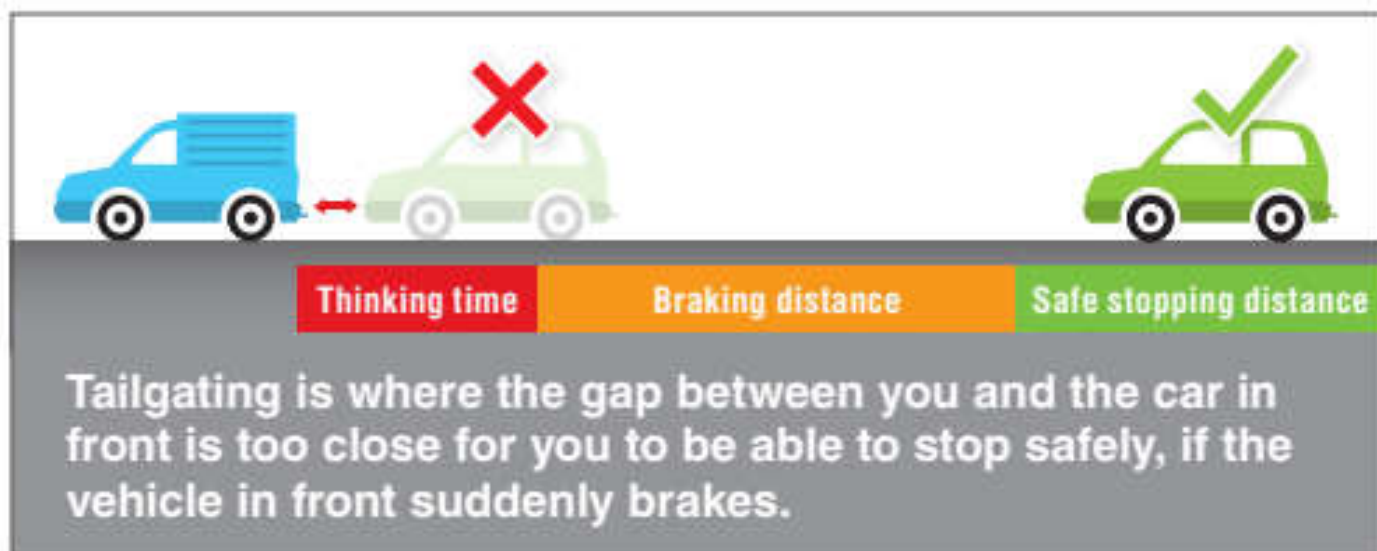 Thinking time
Braking distance
Safe stopping distance
Tailgating is where the gap between you and the car in
front is too close for you to be able to stop safely, if the
vehicle in front suddenly brakes.